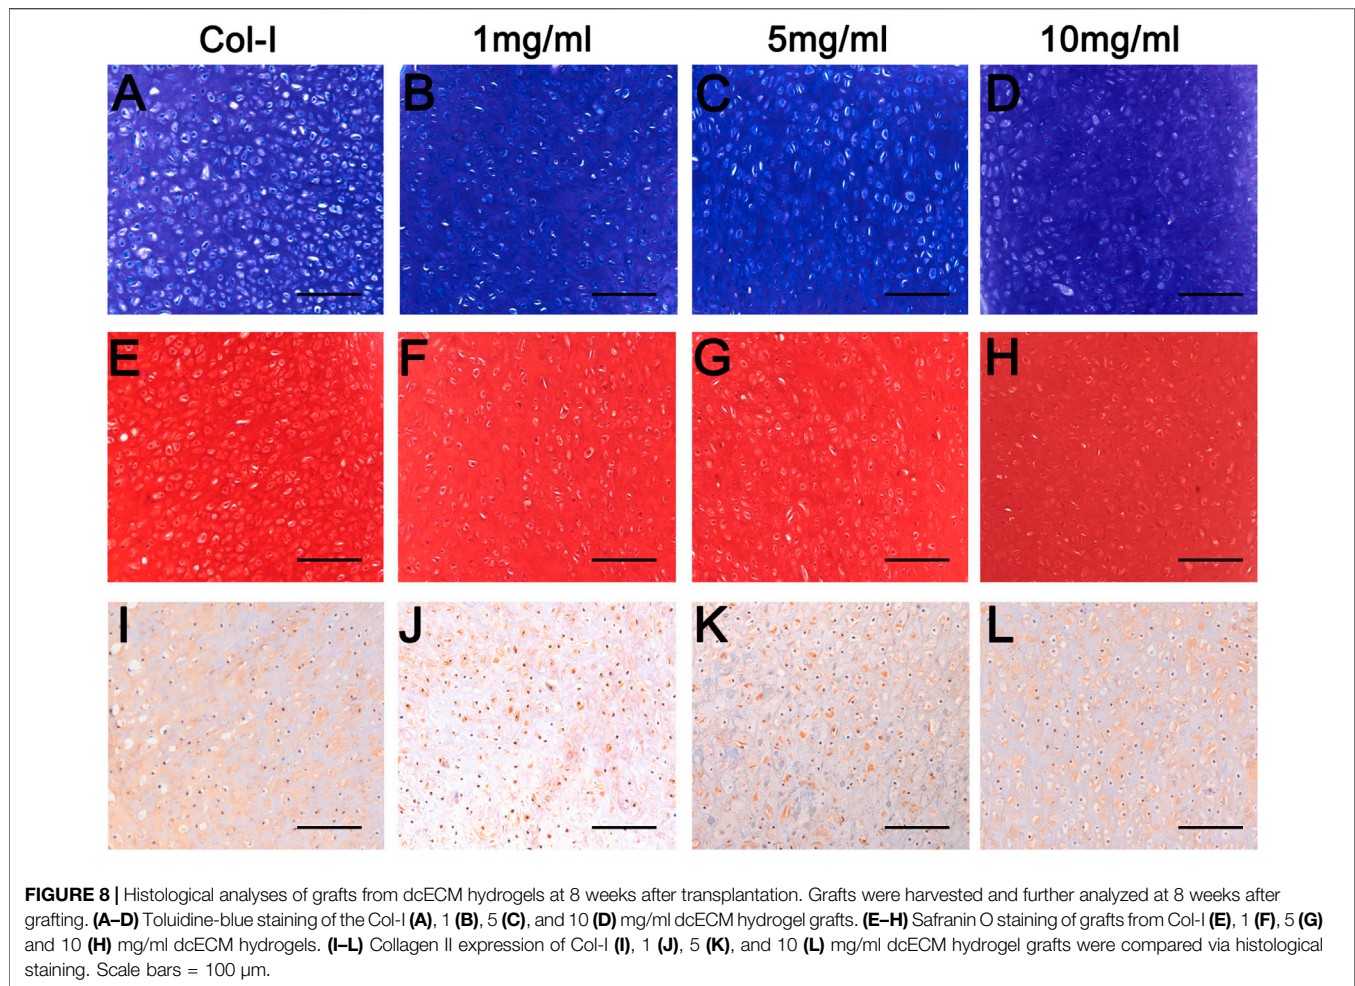 Col-I 1mg/ml 5mg/ml 10mg/ml
A B C D
E F G H
I J K L
FIGURE 8 | Histological analyses of grafts from dcECM hydrogels at 8 weeks after transplantation. Grafts were harvested and further analyzed at 8 weeks after
grafting. (A–D) Toluidine-blue staining of the Col-I (A), 1 (B), 5 (C), and 10 (D) mg/ml dcECM hydrogel grafts. (E–H) Safranin O staining of grafts from Col-I (E), 1 (F), 5 (G)
and 10 (H) mg/ml dcECM hydrogels. (I–L) Collagen II expression of Col-I (I), 1 (J), 5 (K), and 10 (L) mg/ml dcECM hydrogel grafts were compared via histological
staining. Scale bars = 100 μm.